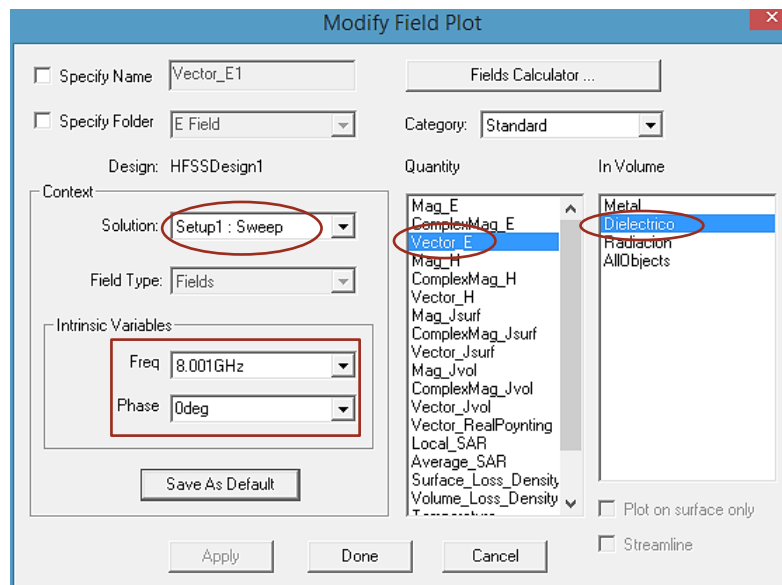 Modify Field Plot
Specify Name Vector_E1
Fields Calculator ...
Specify Folder E Field
Category: Standard
Design: HFSSDesign1
Quantity
In Volume
Context
Solution: Setup1 : Sweep
Field Type: Fields
Intrinsic Variables
Freq 8.001GHz
Phase 0deg
Save As Default
Mag_E
ComplexMag_E
Vector_E
Mag_H
ComplexMag_H
Vector_H
Mag_Jsurf
ComplexMag_Jsurf
Vector_Jsurf
Mag_Jvol
ComplexMag_Jvol
Vector_Jvol
Vector_RealPoynting
Local_SAR
Average_SAR
Surface_Loss_Density
Volume_Loss_Density
Temperature
Metal
Dielectrico
Radiacion
AllObjects
Plot on surface only
Streamline
Apply
Done
Cancel